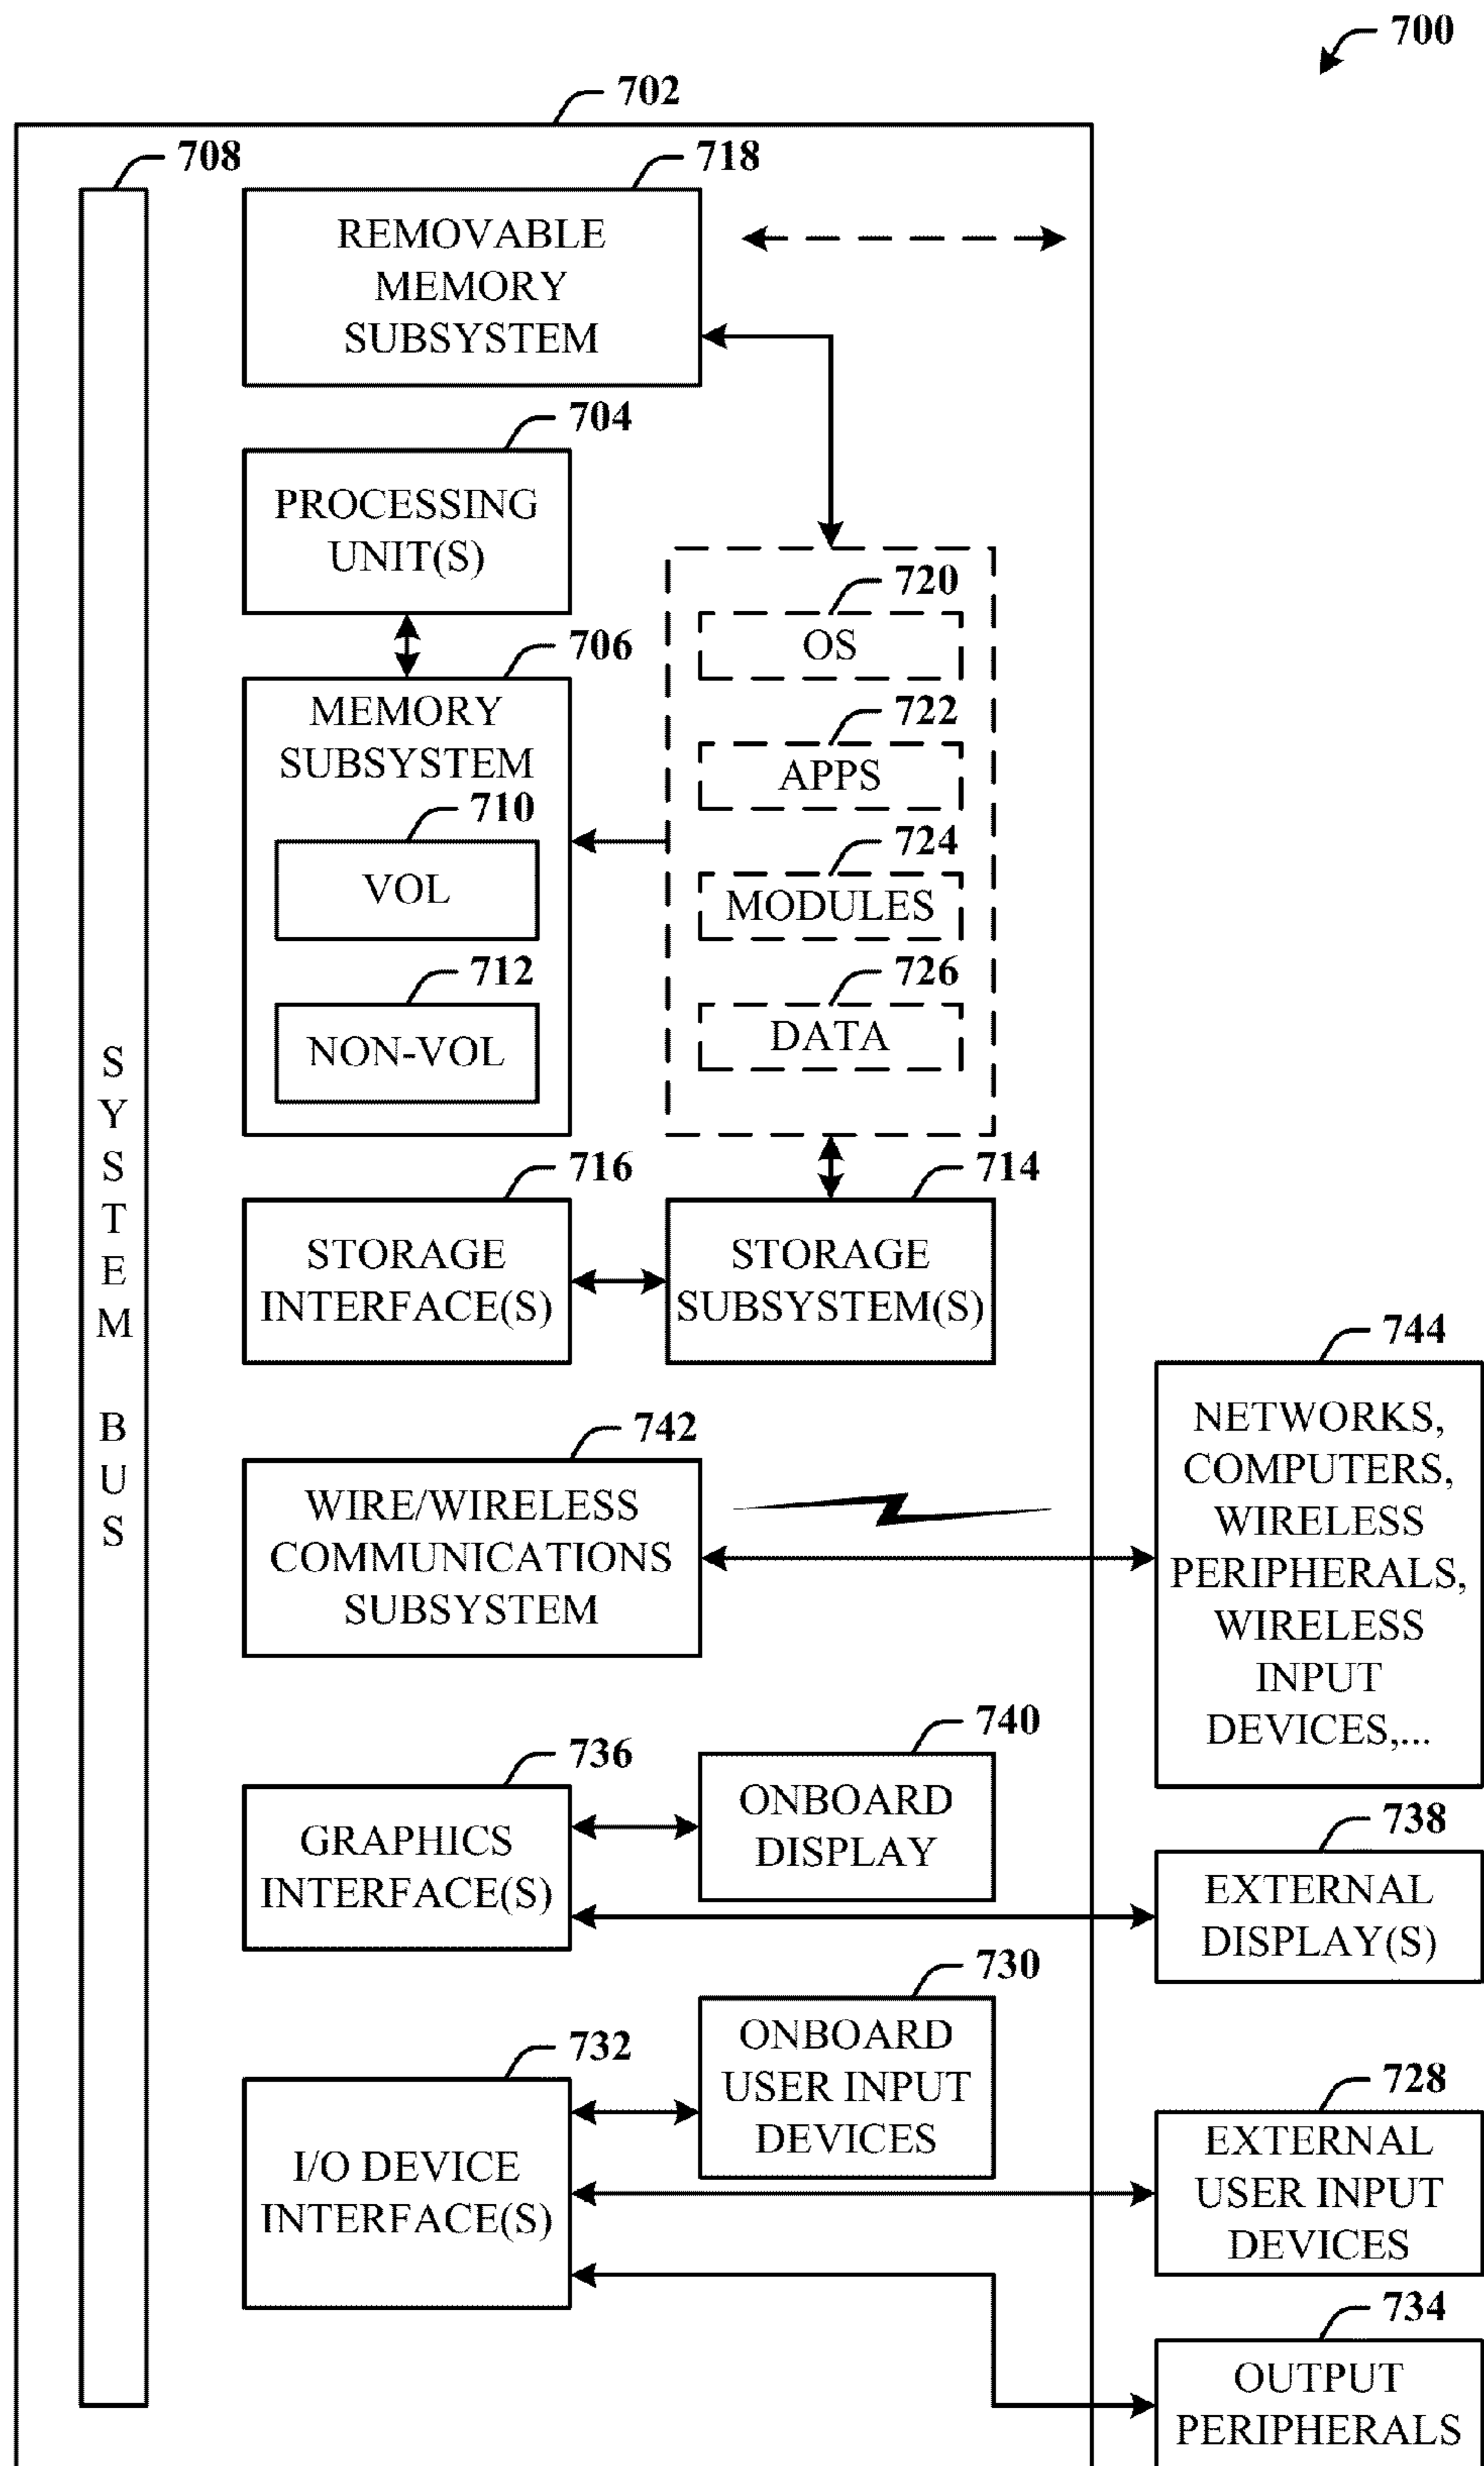 700
702
708
718
REMOVABLE
MEMORY
SUBSYSTEM
704
PROCESSING
UNIT(S)
706
MEMORY
SUBSYSTEM
710
VOL
712
NON-VOL
720
OS
722
APPS
724
MODULES
726
DATA
SYSTEM BUS
716
STORAGE
INTERFACE(S)
714
STORAGE
SUBSYSTEM(S)
742
WIRE/WIRELESS
COMMUNICATIONS
SUBSYSTEM
744
NETWORKS,
COMPUTERS,
WIRELESS
PERIPHERALS,
WIRELESS
INPUT
DEVICES,...
736
GRAPHICS
INTERFACE(S)
740
ONBOARD
DISPLAY
738
EXTERNAL
DISPLAY(S)
732
I/O DEVICE
INTERFACE(S)
730
ONBOARD
USER INPUT
DEVICES
728
EXTERNAL
USER INPUT
DEVICES
734
OUTPUT
PERIPHERALS